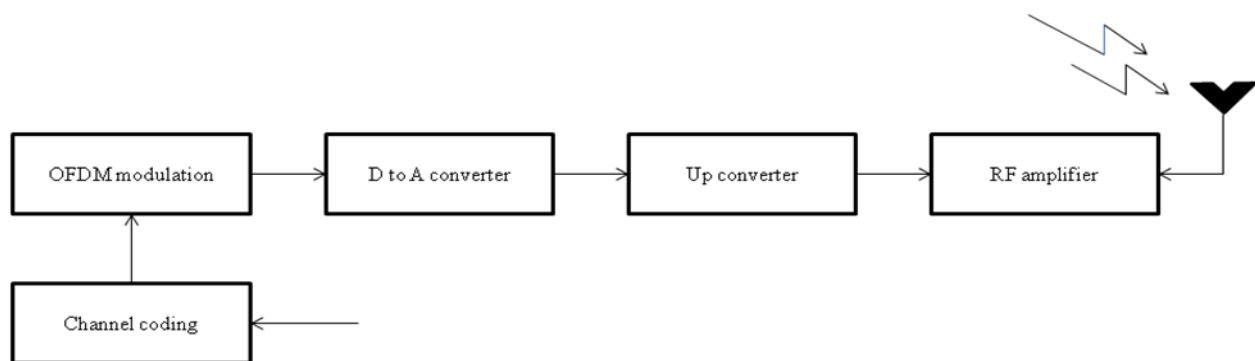 OFDM modulation
D to A converter
Up converter
RF amplifier
Channel coding